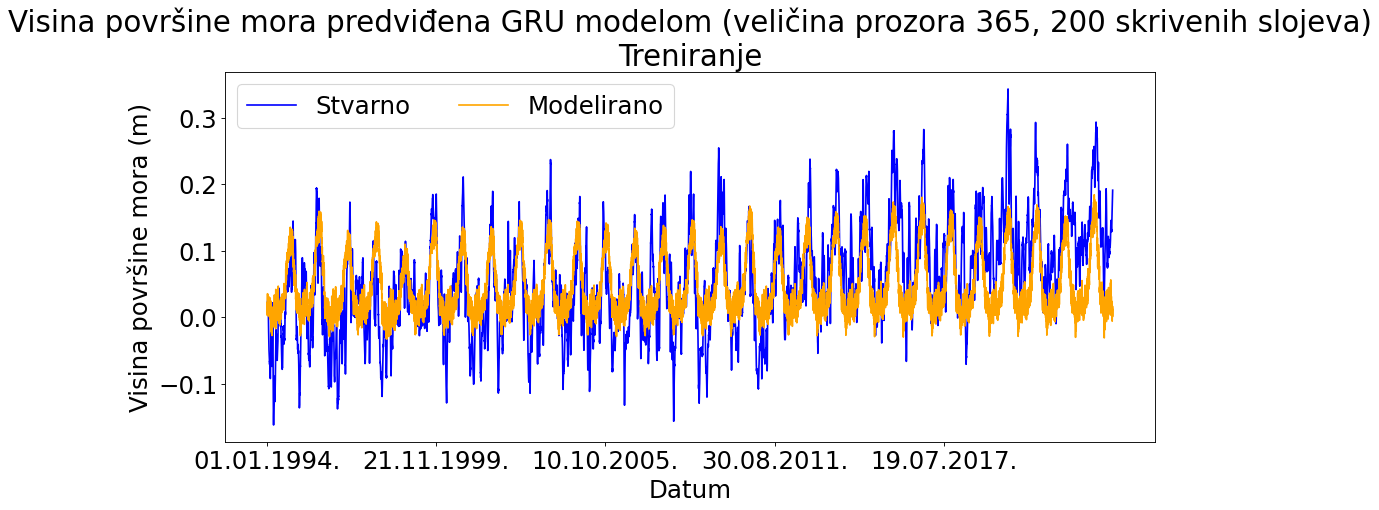 Visina površine mora predviđena GRU modelom (veličina prozora 365, 200 skrivenih slojeva)
Treniranje
Stvarno
Modelirano
Visina površine mora (m)
0.3
0.2
0.1
0.0
−0.1
01.01.1994.
21.11.1999.
10.10.2005.
30.08.2011.
19.07.2017.
Datum